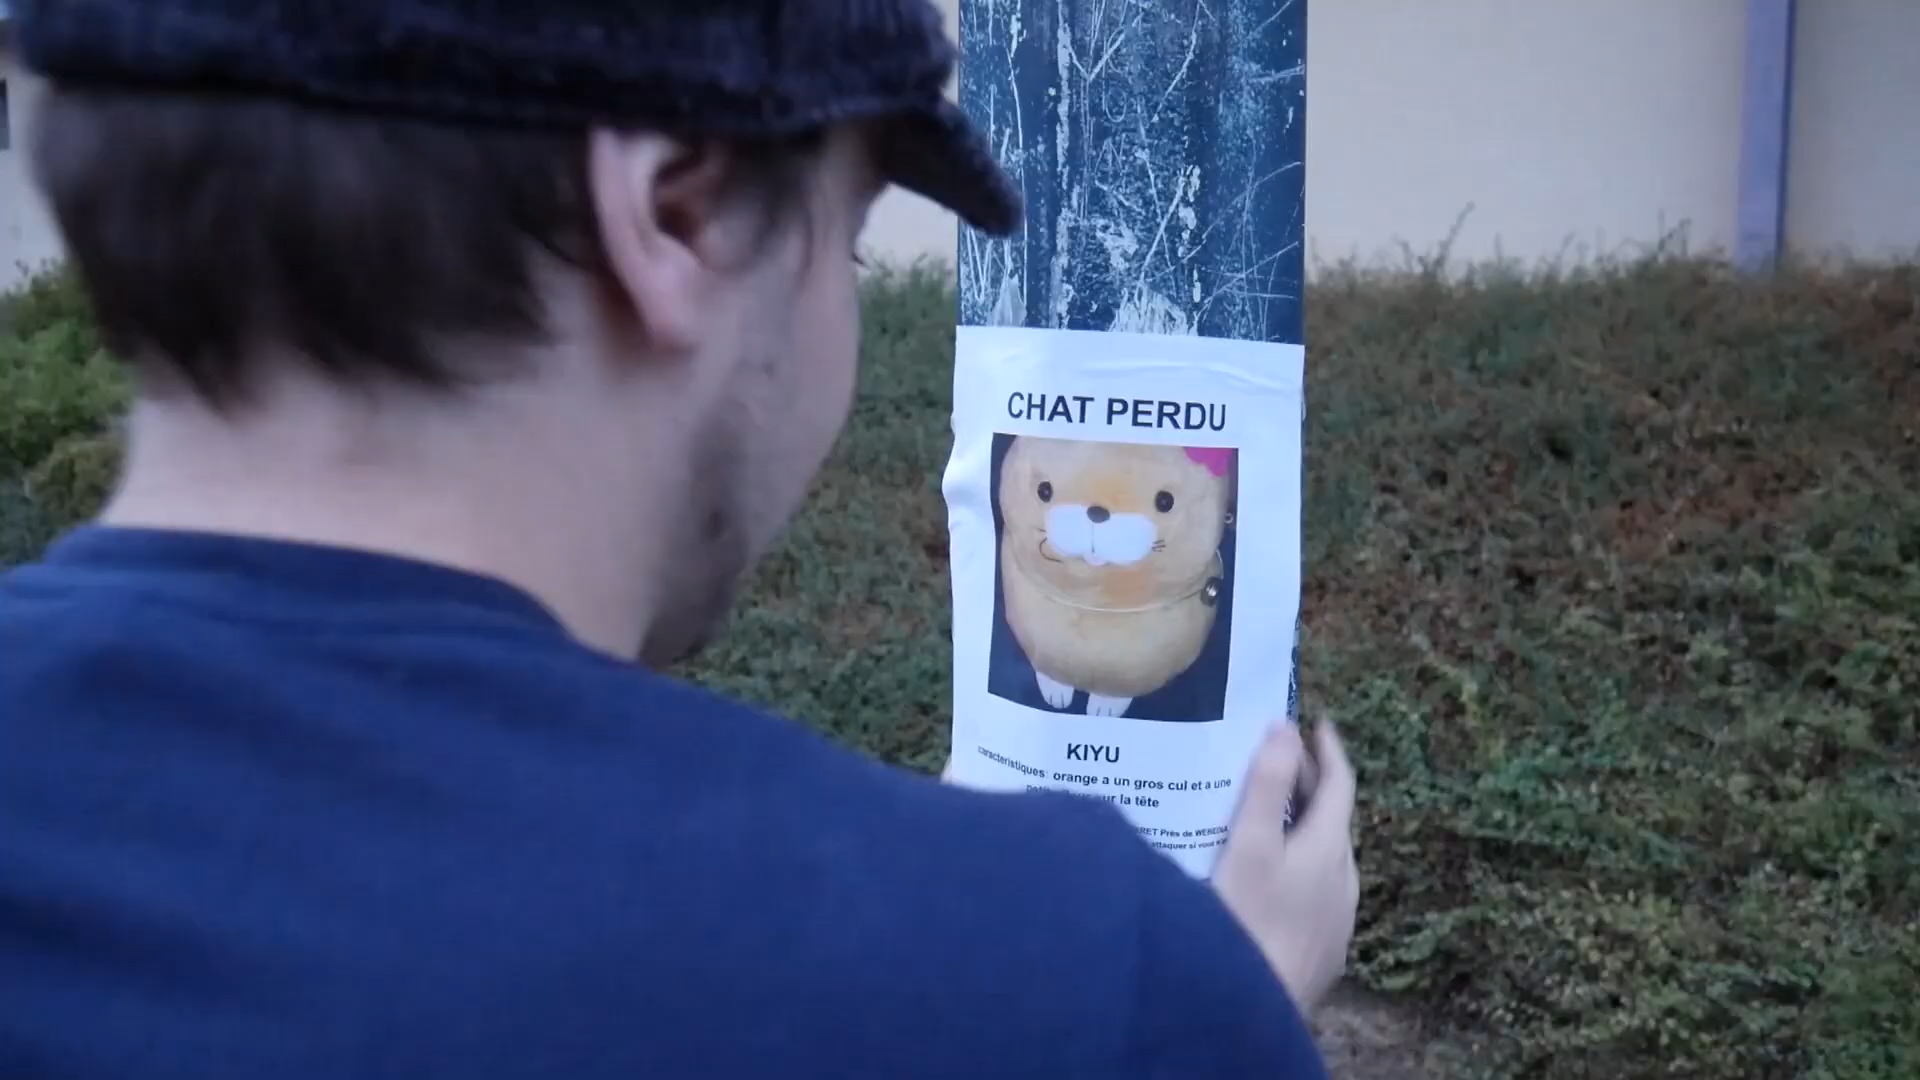 CHAT PERDU
KIYU
caracteristiques: orange a un gros cul et a une
sur la tête
Près de WEBEDIA
attaquer si vous